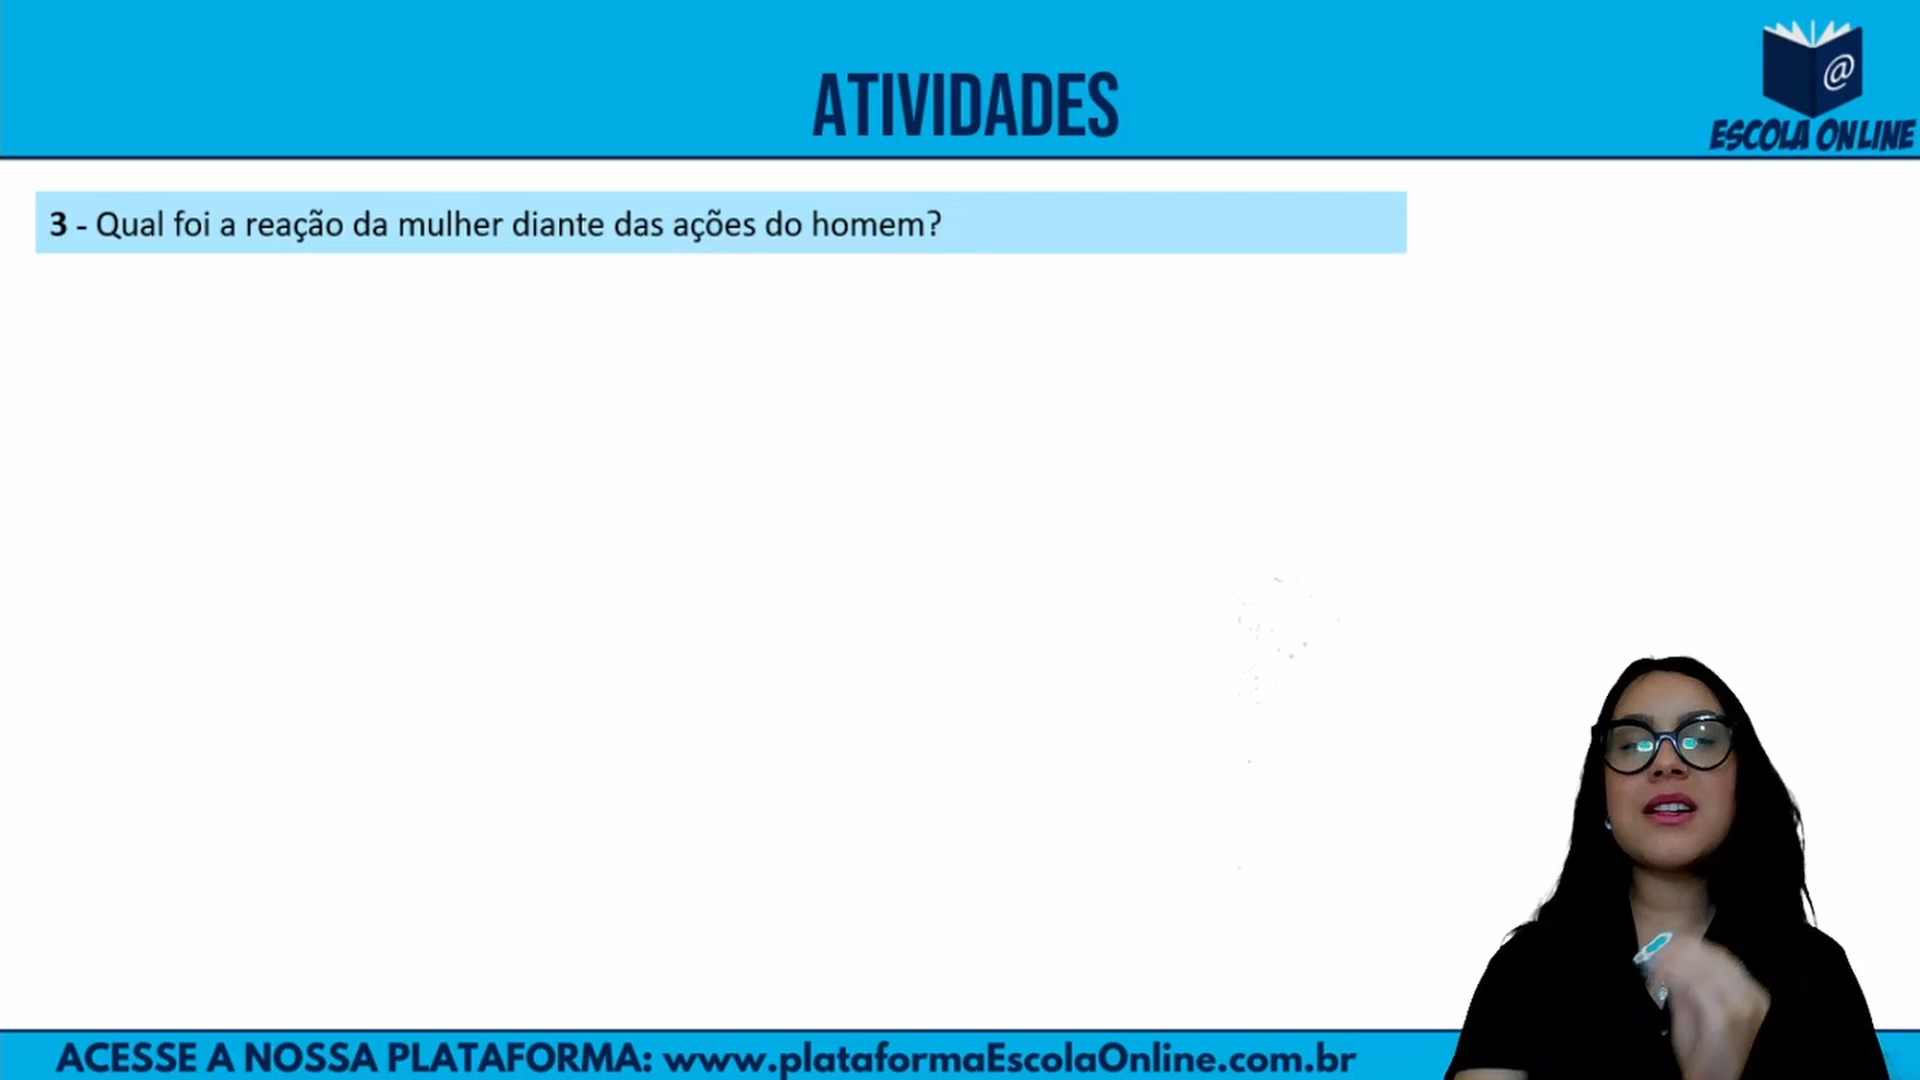 ATIVIDADES
@
ESCOLA ONLINE
3 - Qual foi a reação da mulher diante das ações do homem?
ACESSE A NOSSA PLATAFORMA: www.plataformaEscolaOnline.com.br